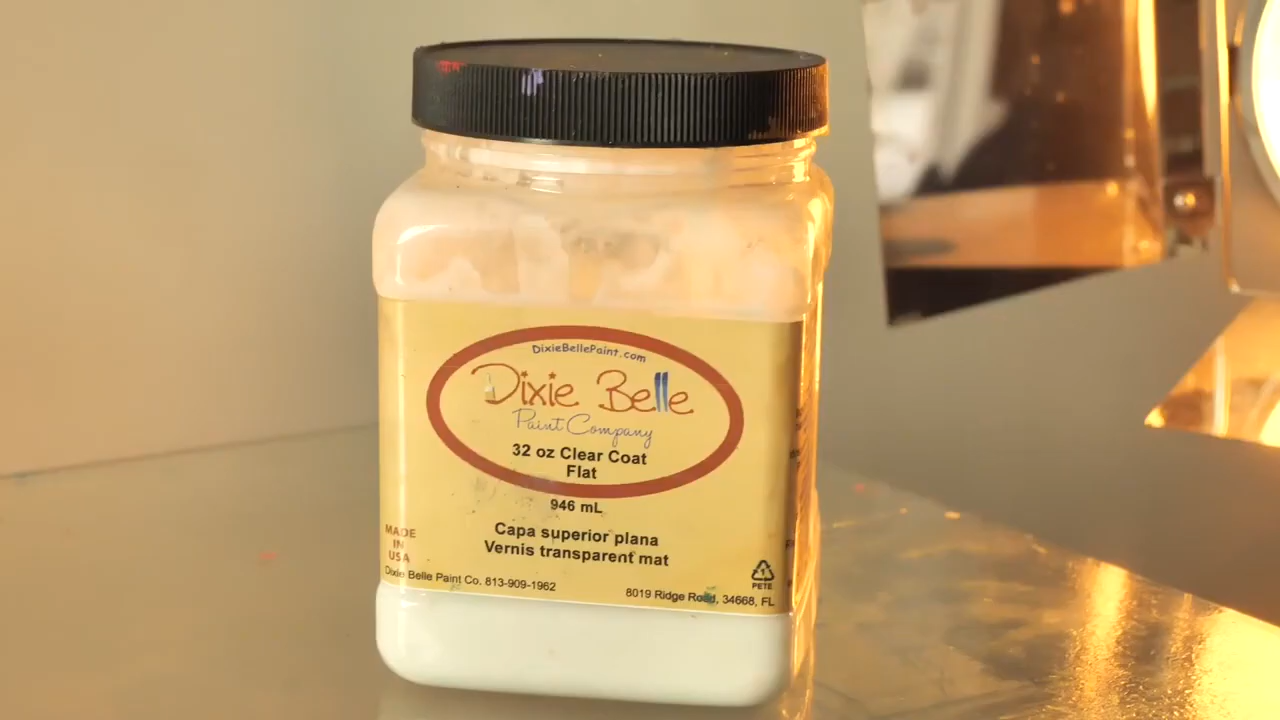 DixieBellePaint.com
Dixie Belle
Paint Company
32 oz Clear Coat
Flat
946 mL
Capa superior plana
Vernis transparent mat
MADE
IN
USA
Dixie Belle Paint Co. 813-909-1962
8019 Ridge Road, 34668, FL
1
PETE